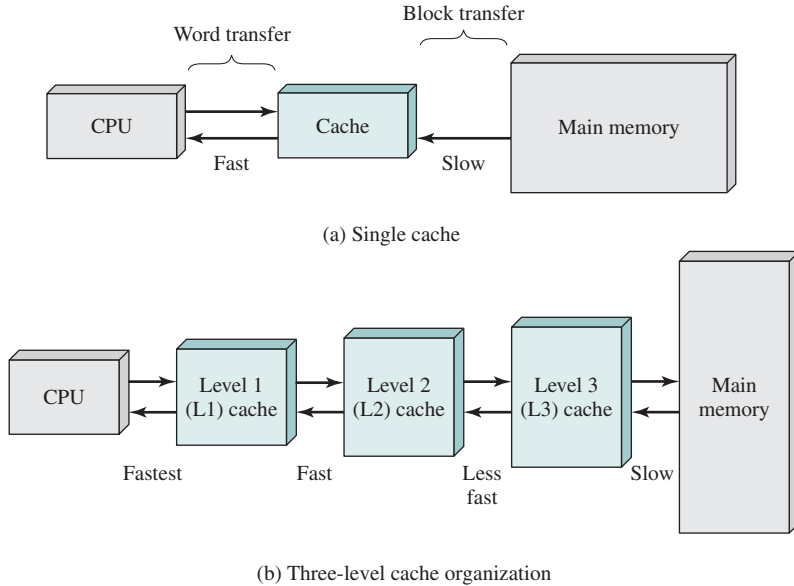 Block transfer
Word transfer
CPU
Cache
Main memory
Fast
Slow
(a) Single cache
CPU
Level 1
(L1) cache
Level 2
(L2) cache
Level 3
(L3) cache
Main
memory
Fastest
Fast
Less
fast
Slow
(b) Three-level cache organization